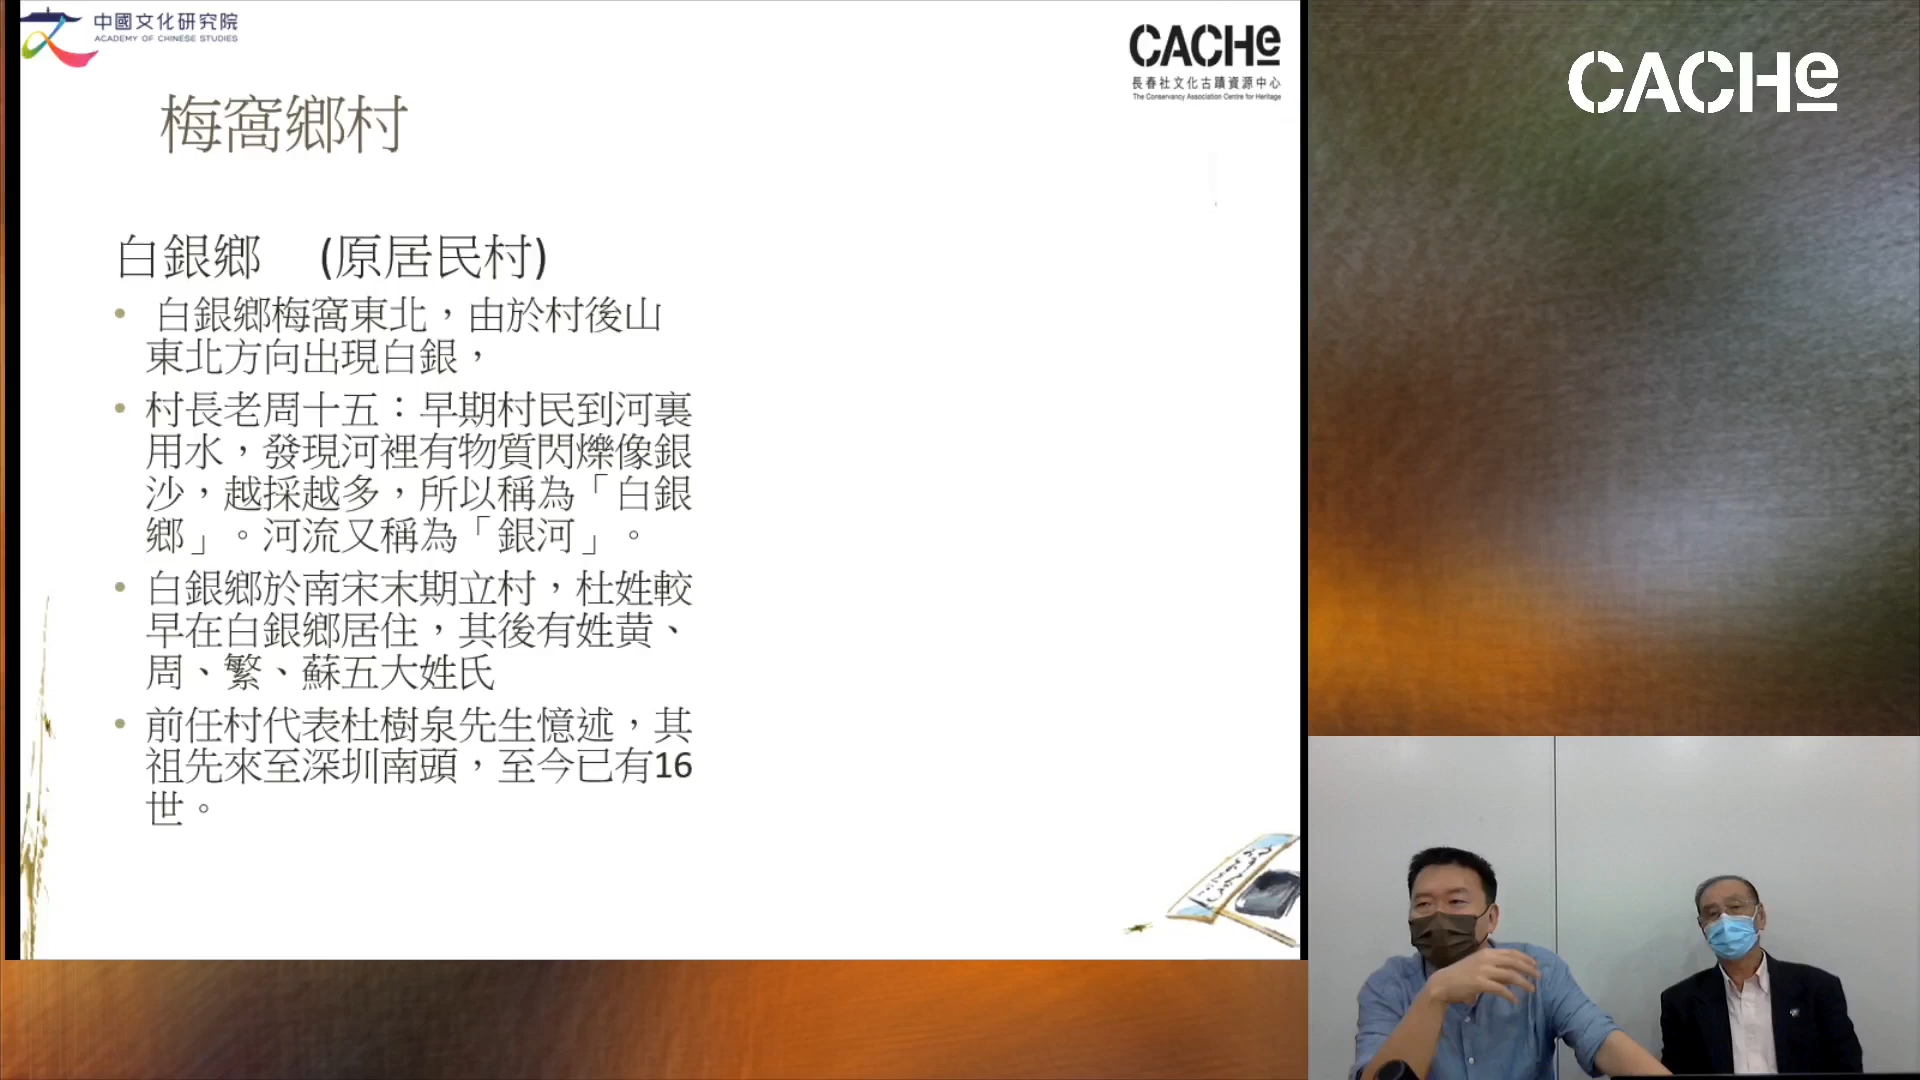 中國文化研究院
ACADEMY OF CHINESE STUDIES
CACHe
長春社文化古蹟資源中心
The Conservancy Association Centre for Heritage
CACHe
梅窩鄉村
白銀鄉 (原居民村)
• 白銀鄉梅窩東北，由於村後山
東北方向出現白銀，
• 村長老周十五：早期村民到河裏
用水，發現河裡有物質閃爍像銀
沙，越採越多，所以稱為「白銀
鄉」。河流又稱為「銀河」。
• 白銀鄉於南宋末期立村，杜姓較
早在白銀鄉居住，其後有姓黃、
周、繁、蘇五大姓氏
• 前任村代表杜樹泉先生憶述，其
祖先來至深圳南頭，至今已有16
世。